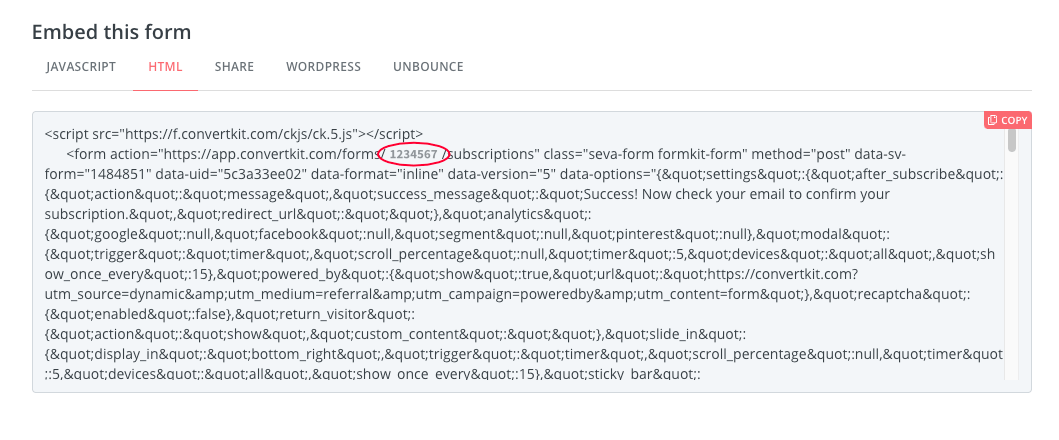 Embed this form
JAVASCRIPT HTML SHARE WORDPRESS UNBOUNCE
COPY
<script src="https://f.convertkit.com/ckjs/ck.5.js"></script>
<form action="https://app.convertkit.com/forms/ 1234567 /subscriptions" class="seva-form formkit-form" method="post" data-sv-
form="1484851" data-uid="5c3a33ee02" data-format="inline" data-version="5" data-options="{&quot;settings&quot;:{&quot;after_subscribe&quot;:
{&quot;action&quot;:&quot;message&quot;,&quot;success_message&quot;:&quot;Success! Now check your email to confirm your
subscription.&quot;,&quot;redirect_url&quot;:&quot;&quot;},&quot;analytics&quot;:
{&quot;google&quot;:null,&quot;facebook&quot;:null,&quot;segment&quot;:null,&quot;pinterest&quot;:null},&quot;modal&quot;:
{&quot;trigger&quot;:&quot;timer&quot;,&quot;scroll_percentage&quot;:null,&quot;timer&quot;:5,&quot;devices&quot;:&quot;all&quot;,&quot;sh
ow_once_every&quot;:15},&quot;powered_by&quot;:{&quot;show&quot;:true,&quot;url&quot;:&quot;https://convertkit.com?
utm_source=dynamic&amp;utm_medium=referral&amp;utm_campaign=poweredby&amp;utm_content=form&quot;},&quot;recaptcha&quot;:
{&quot;enabled&quot;:false},&quot;return_visitor&quot;:
{&quot;action&quot;:&quot;show&quot;,&quot;custom_content&quot;:&quot;&quot;},&quot;slide_in&quot;:
{&quot;display_in&quot;:&quot;bottom_right&quot;,&quot;trigger&quot;:&quot;timer&quot;,&quot;scroll_percentage&quot;:null,&quot;timer&quot
;:5,&quot;devices&quot;:&quot;all&quot;,&quot;show_once_every&quot;:15},&quot;sticky_bar&quot;: